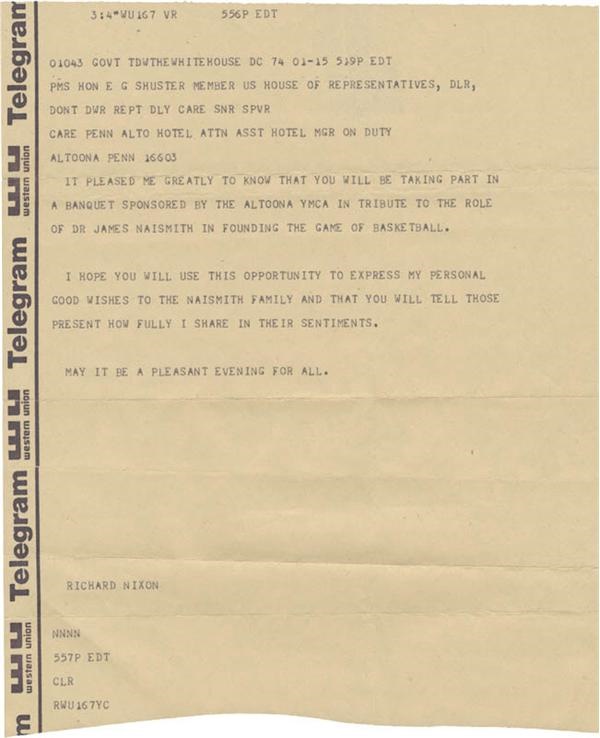 3:4"WU167 VR 556P EDT
01043 GOVT TDWTHEWHITEHOUSE DC 74 01-15 519P EDT
PMS HON E G SHUSTER MEMBER US HOUSE OF REPRESENTATIVES, DLR,
DONT DWR REPT DLY CARE SNR SPVR
CARE PENN ALTO HOTEL ATTN ASST HOTEL MGR ON DUTY
ALTOONA PENN 16603
IT PLEASED ME GREATLY TO KNOW THAT YOU WILL BE TAKING PART IN
A BANQUET SPONSORED BY THE ALTOONA YMCA IN TRIBUTE TO THE ROLE
OF DR JAMES NAISMITH IN FOUNDING THE GAME OF BASKETBALL.
I HOPE YOU WILL USE THIS OPPORTUNITY TO EXPRESS MY PERSONAL
GOOD WISHES TO THE NAISMITH FAMILY AND THAT YOU WILL TELL THOSE
PRESENT HOW FULLY I SHARE IN THEIR SENTIMENTS.
MAY IT BE A PLEASANT EVENING FOR ALL.
RICHARD NIXON
NNNN
557P EDT
CLR
RWU167YC
Telegram
wu western union
Telegram
wu western union
Telegram
wu western union
m